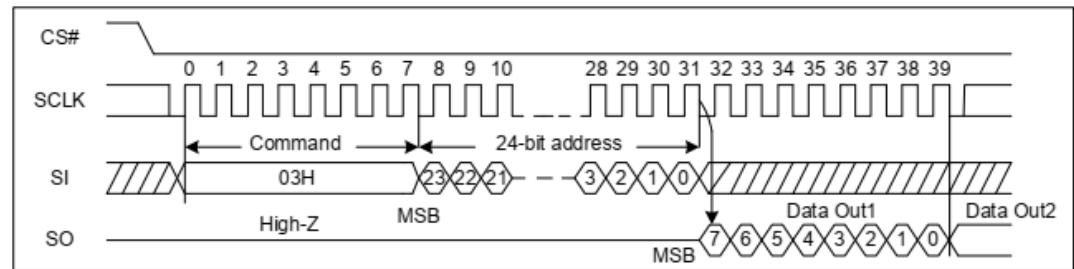 CS#
0 1 2 3 4 5 6 7 8 9 10 28 29 30 31 32 33 34 35 36 37 38 39
SCLK
Command 24-bit address
SI 03H 23 22 21 3 2 1 0
High-Z MSB Data Out1 Data Out2
SO MSB 7 6 5 4 3 2 1 0